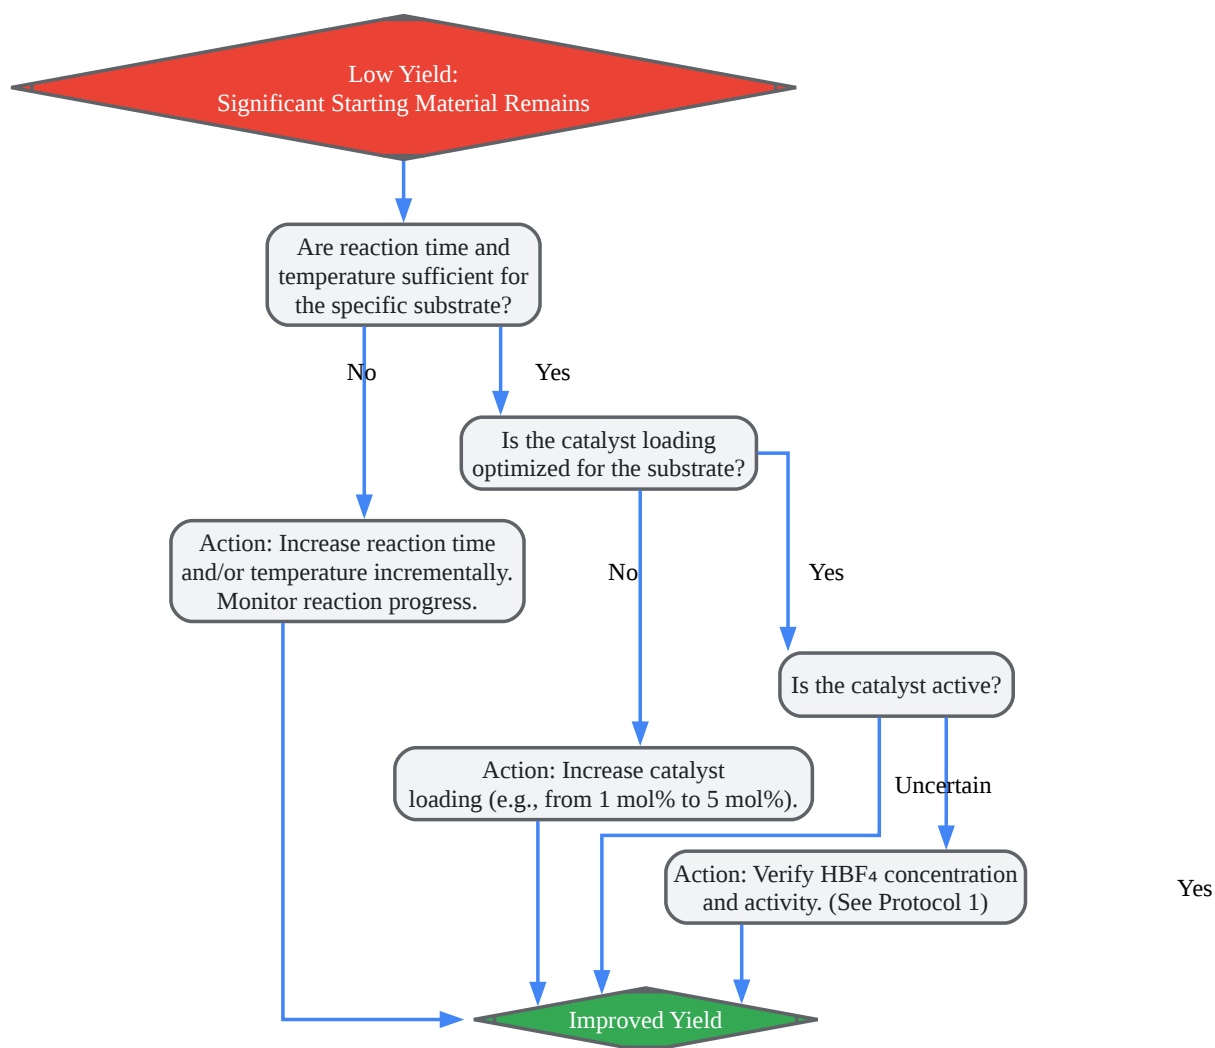 Low Yield:
Significant Starting Material Remains
Are reaction time and
temperature sufficient for
the specific substrate?
No
Yes
Is the catalyst loading
optimized for the substrate?
Action: Increase reaction time
and/or temperature incrementally.
Monitor reaction progress.
No
Yes
Is the catalyst active?
Action: Increase catalyst
loading (e.g., from 1 mol% to 5 mol%).
Uncertain
Action: Verify HBF₄ concentration
and activity. (See Protocol 1)
Yes
Improved Yield